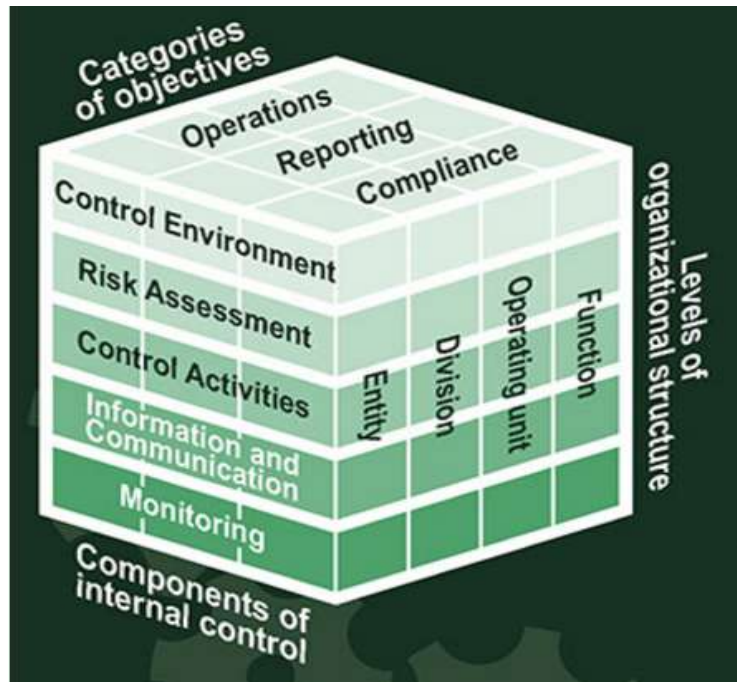 Categories
of objectives
Operations
Reporting
Compliance
Control Environment
Risk Assessment
Control Activities
Information and
Communication
Monitoring
Components of
internal control
Entity
Division
Operating unit
Function
Levels of
organizational structure